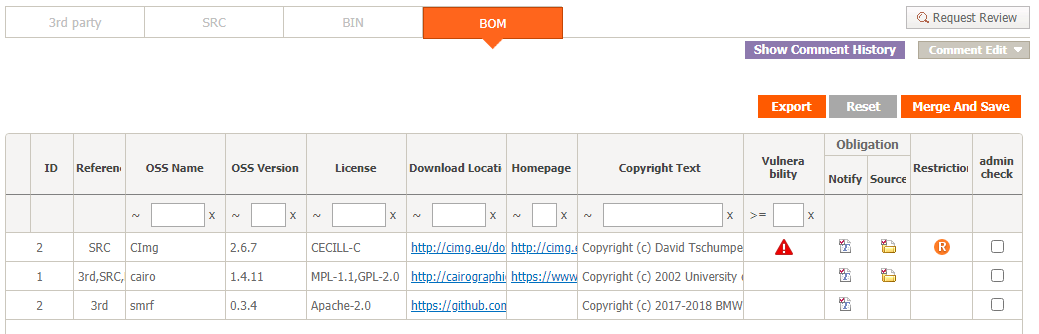 3rd party SRC BIN BOM Request Review
Show Comment History Comment Edit
Export Reset Merge And Save
ID Referenc OSS Name OSS Version License Download Locati Homepage Copyright Text Vulnera bility Obligation Notify Source Restriction admin check
~ x ~ x ~ x ~ x ~ x ~ x >= x
2 SRC CImg 2.6.7 CECILL-C http://cimg.eu/do http://cimg.e Copyright (c) David Tschumpe R
1 3rd,SRC, cairo 1.4.11 MPL-1.1,GPL-2.0 http://cairographi https://www Copyright (c) 2002 University
2 3rd smrf 0.3.4 Apache-2.0 https://github.com Copyright (c) 2017-2018 BMW